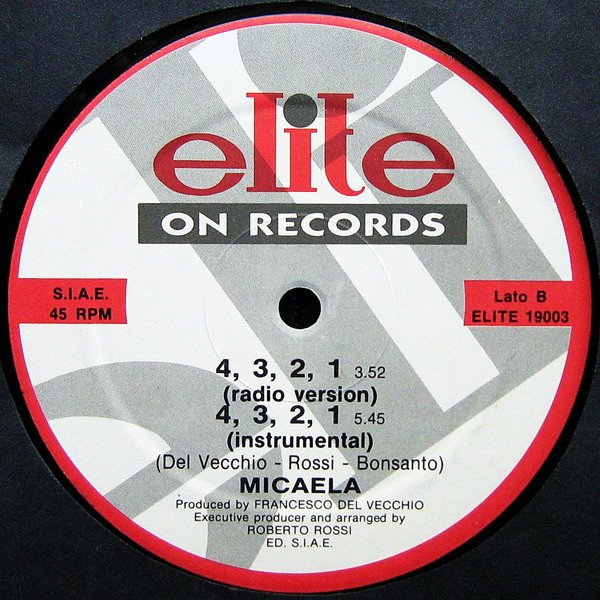 elite
ON RECORDS
S.I.A.E.
45 RPM
Lato B
ELITE 19003
4, 3, 2, 1 3.52
(radio version)
4, 3, 2, 1 5.45
(instrumental)
(Del Vecchio - Rossi - Bonsanto)
MICAELA
Produced by FRANCESCO DEL VECCHIO
Executive producer and arranged by
ROBERTO ROSSI
ED. S.I.A.E.